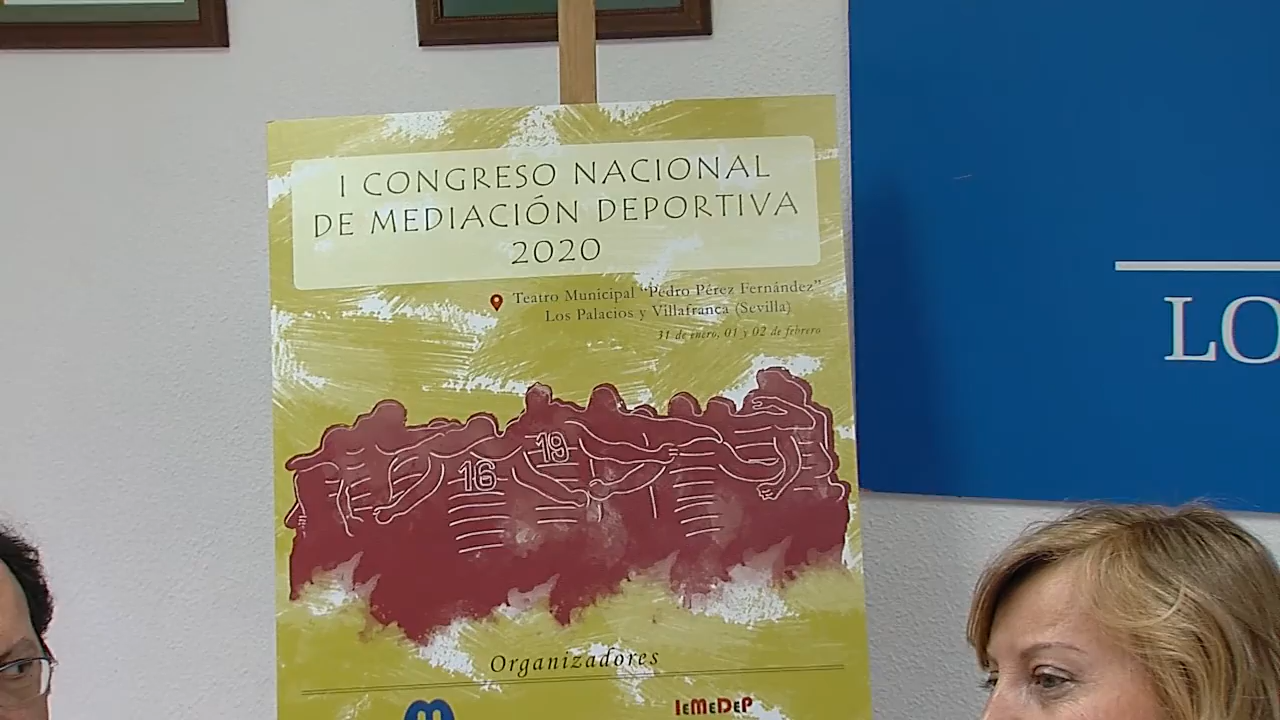 I CONGRESO NACIONAL
DE MEDIACIÓN DEPORTIVA
2020
Teatro Municipal "Pedro Pérez Fernández"
Los Palacios y Villafranca (Sevilla)
31 de enero, 01 y 02 de febrero
19
16
Organizadores
IEMEDEP
LO